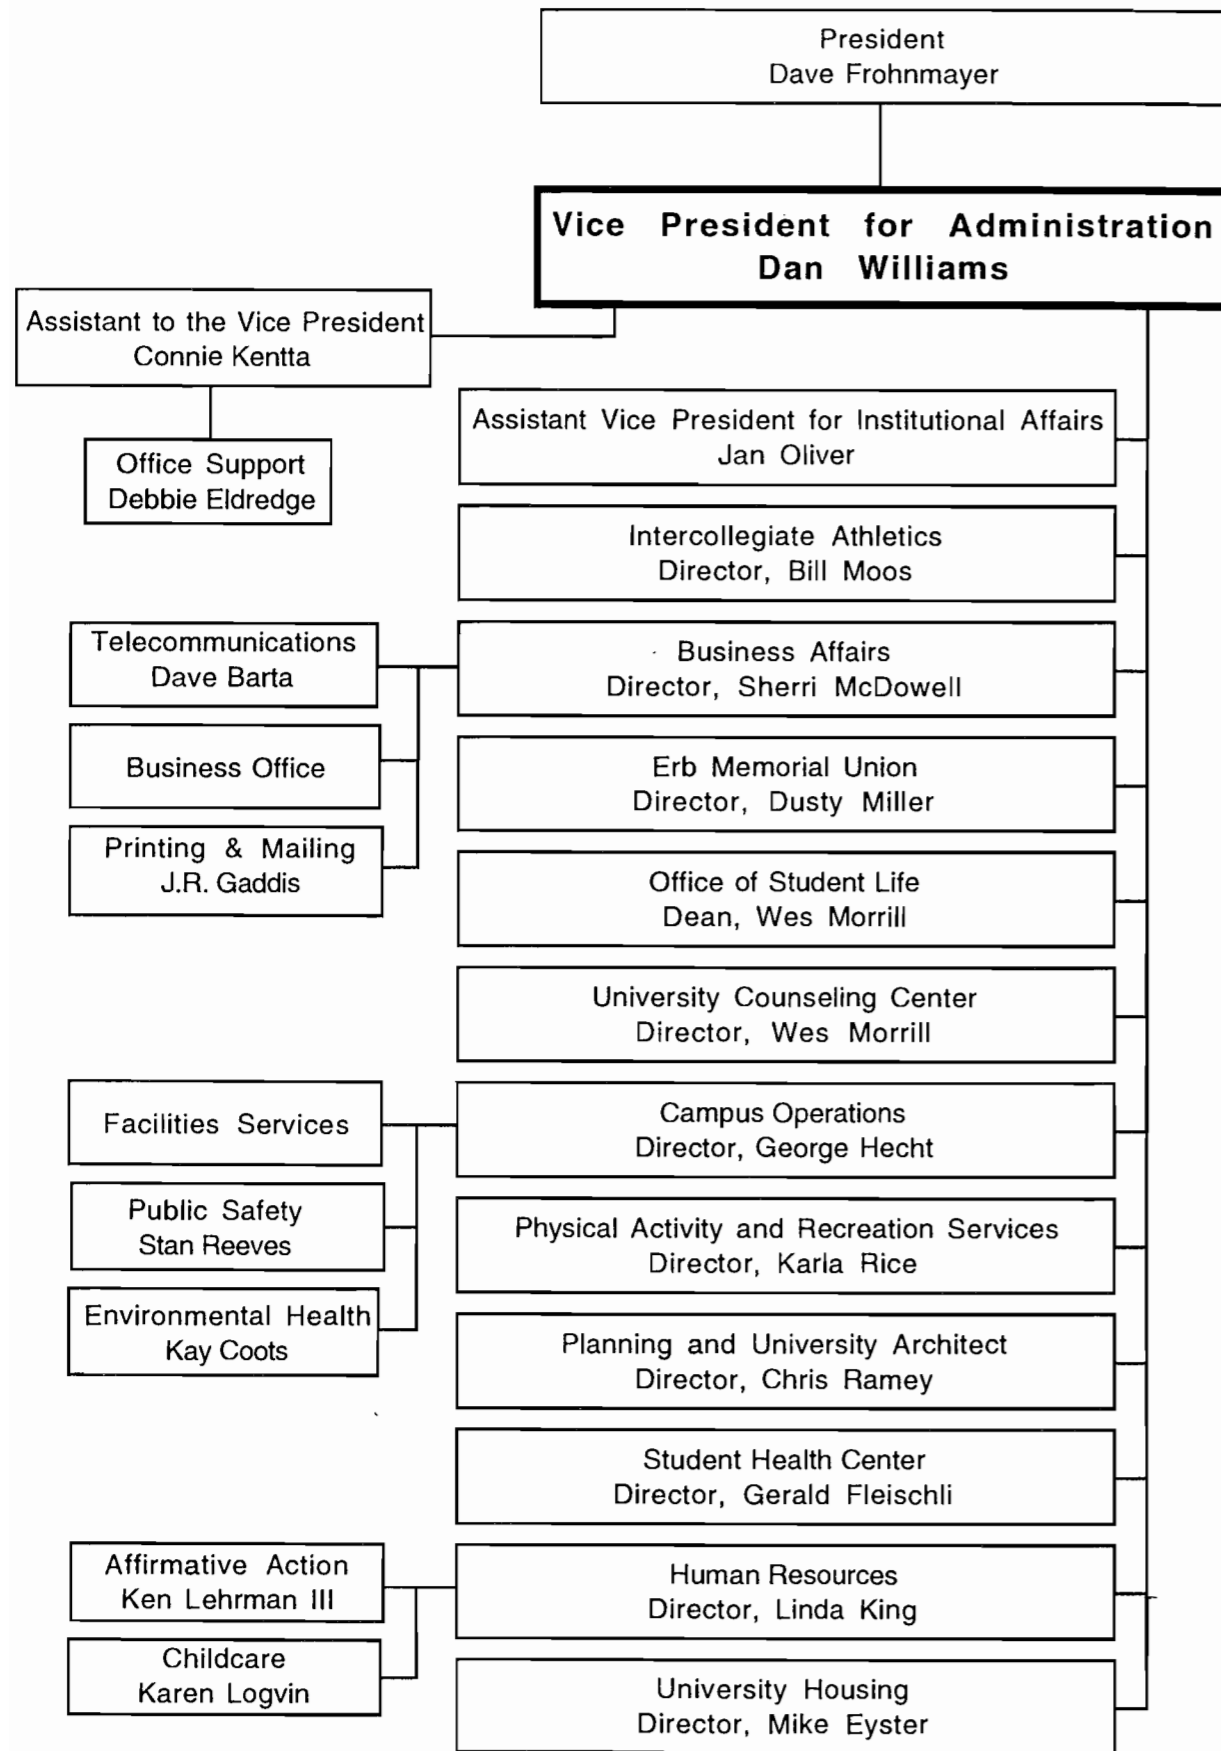 President
Dave Frohnmayer
Vice President for Administration
Dan Williams
Assistant to the Vice President
Connie Kentta
Office Support
Debbie Eldredge
Assistant Vice President for Institutional Affairs
Jan Oliver
Intercollegiate Athletics
Director, Bill Moos
Telecommunications
Dave Barta
Business Office
Printing & Mailing
J.R. Gaddis
Business Affairs
Director, Sherri McDowell
Erb Memorial Union
Director, Dusty Miller
Office of Student Life
Dean, Wes Morrill
University Counseling Center
Director, Wes Morrill
Facilities Services
Public Safety
Stan Reeves
Environmental Health
Kay Coots
Campus Operations
Director, George Hecht
Physical Activity and Recreation Services
Director, Karla Rice
Planning and University Architect
Director, Chris Ramey
Student Health Center
Director, Gerald Fleischli
Affirmative Action
Ken Lehrman III
Childcare
Karen Logvin
Human Resources
Director, Linda King
University Housing
Director, Mike Eyster